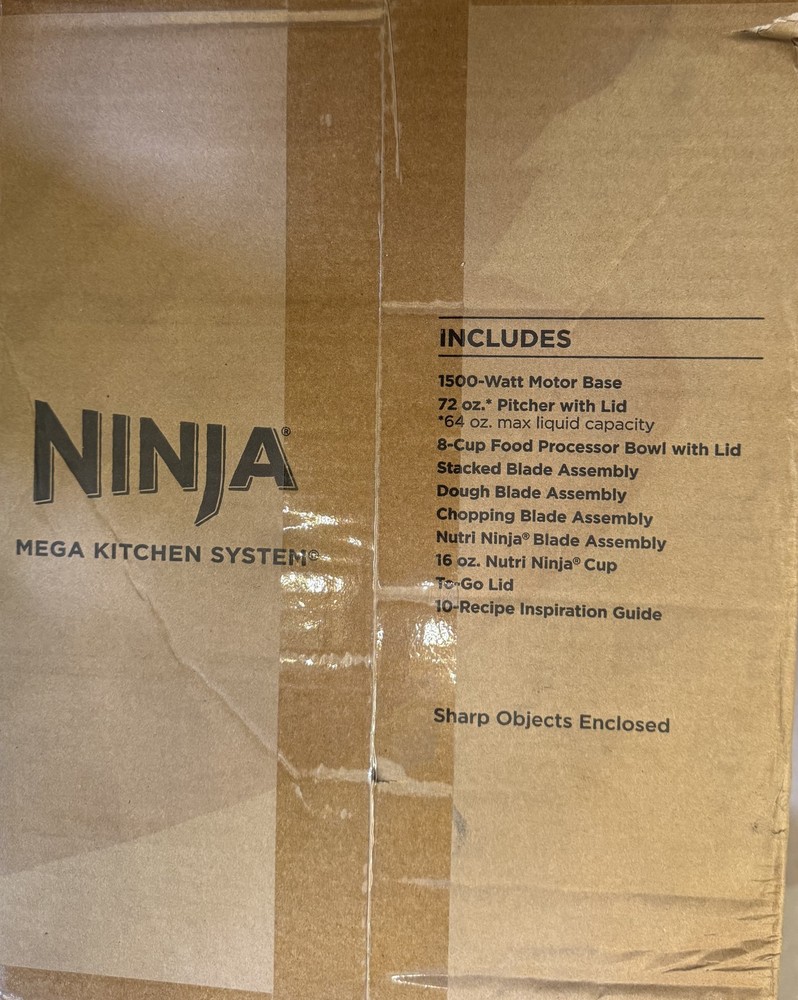 NINJA®
MEGA KITCHEN SYSTEM®
INCLUDES
1500-Watt Motor Base
72 oz.* Pitcher with Lid
*64 oz. max liquid capacity
8-Cup Food Processor Bowl with Lid
Stacked Blade Assembly
Dough Blade Assembly
Chopping Blade Assembly
Nutri Ninja® Blade Assembly
16 oz. Nutri Ninja® Cup
To-Go Lid
10-Recipe Inspiration Guide
Sharp Objects Enclosed